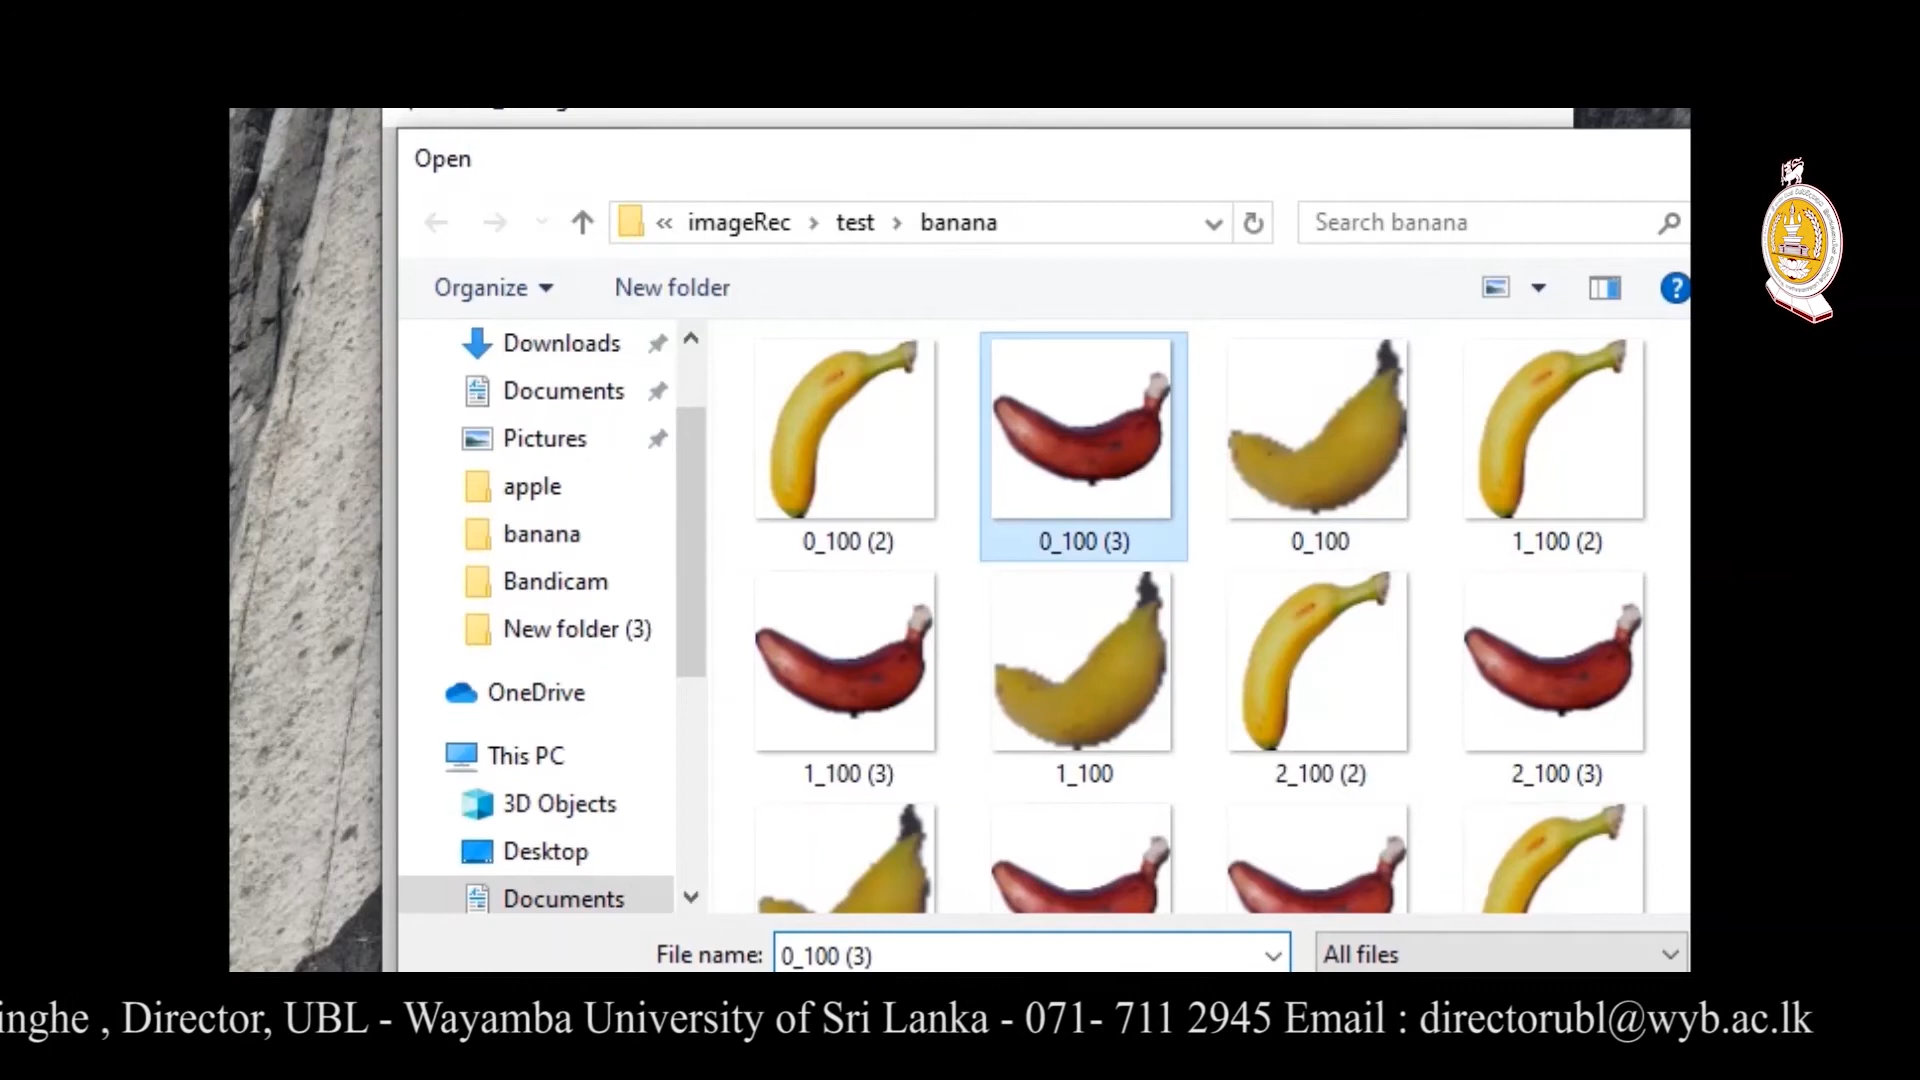 Open
« imageRec > test > banana
Search banana
Organize
New folder
?
Downloads
Documents
Pictures
apple
banana
Bandicam
New folder (3)
OneDrive
This PC
3D Objects
Desktop
Documents
0_100 (2)
0_100 (3)
0_100
1_100 (2)
1_100 (3)
1_100
2_100 (2)
2_100 (3)
File name:
0_100 (3)
All files
inghe , Director, UBL - Wayamba University of Sri Lanka - 071- 711 2945 Email : directorubl@wyb.ac.lk